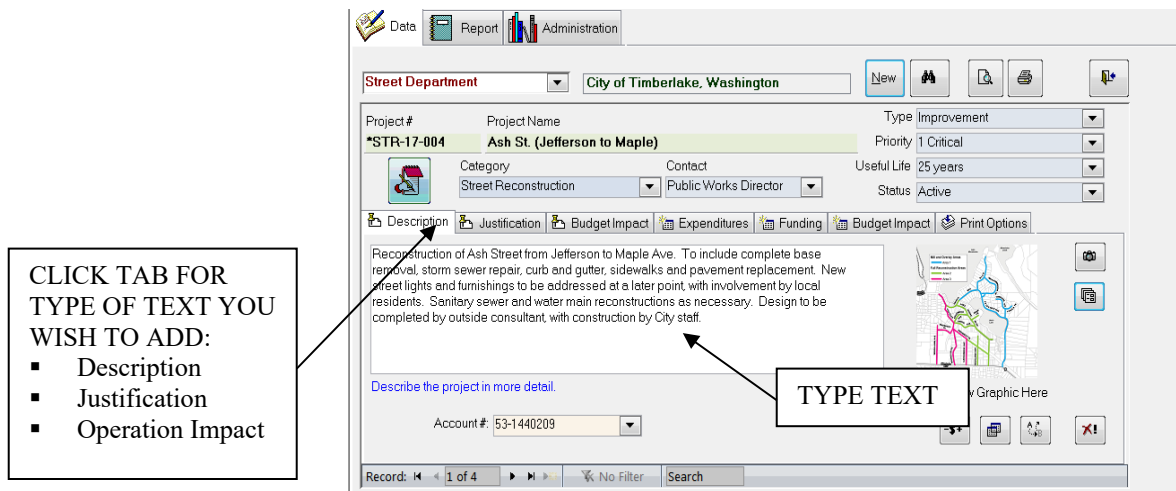 Data Report Administration
Street Department City of Timberlake, Washington New
Project # Project Name Type Improvement
*STR-17-004 Ash St. (Jefferson to Maple) Priority 1 Critical
Category Contact Useful Life 25 years
Street Reconstruction Public Works Director Status Active
Description Justification Budget Impact Expenditures Funding Budget Impact Print Options
Reconstruction of Ash Street from Jefferson to Maple Ave. To include complete base
removal, storm sewer repair, curb and gutter, sidewalks and pavement replacement. New
street lights and furnishings to be addressed at a later point, with involvement by local
residents. Sanitary sewer and water main reconstructions as necessary. Design to be
completed by outside consultant, with construction by City staff.
CLICK TAB FOR
TYPE OF TEXT YOU
WISH TO ADD:
▪ Description
▪ Justification
▪ Operation Impact
TYPE TEXT
Describe the project in more detail.
Graphic Here
Account #: 53-1440209
-$+
Record: 1 of 4 No Filter Search